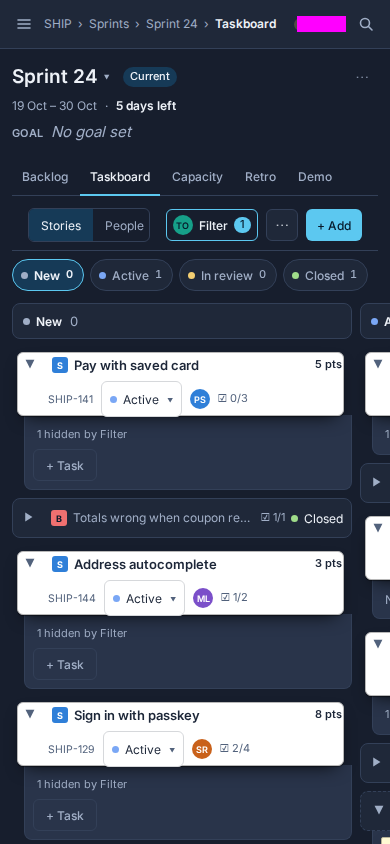 SHIP › Sprints › Sprint 24 › Taskboard
Sprint 24 ▾ Current ...
19 Oct – 30 Oct · 5 days left
GOAL No goal set
Backlog Taskboard Capacity Retro Demo
Stories People TO Filter 1 ... + Add
New 0 Active 1 In review 0 Closed 1
New 0
S Pay with saved card 5 pts
SHIP-141 Active ▾ PS ☑ 0/3
1 hidden by Filter
+ Task
B Totals wrong when coupon re... ☑ 1/1 Closed
S Address autocomplete 3 pts
SHIP-144 Active ▾ ML ☑ 1/2
1 hidden by Filter
+ Task
S Sign in with passkey 8 pts
SHIP-129 Active ▾ SR ☑ 2/4
1 hidden by Filter
+ Task